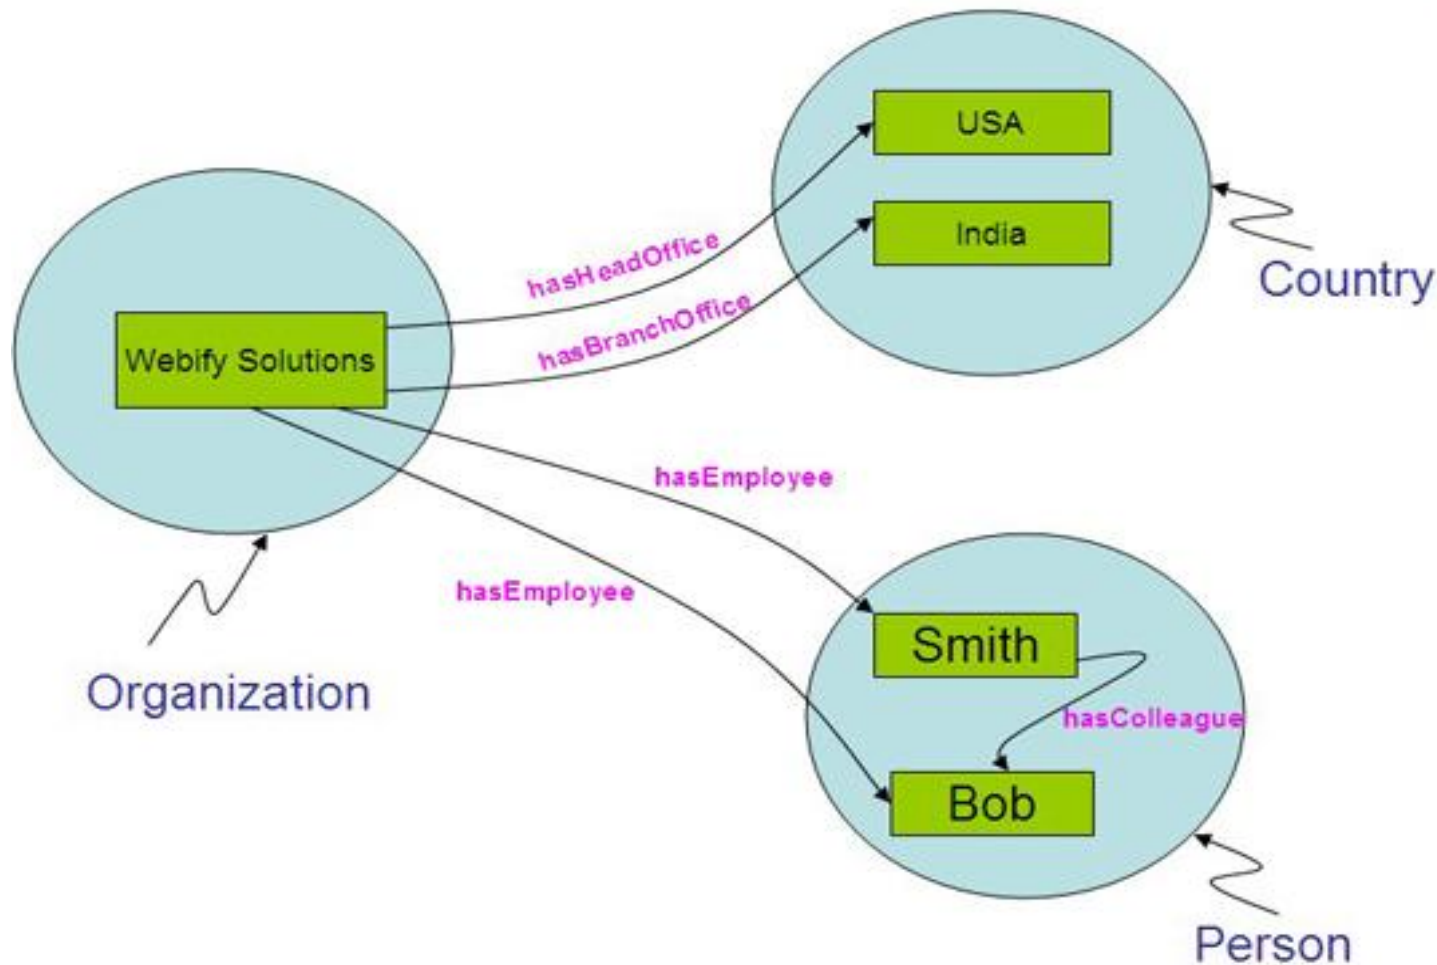 USA
India
Country
hasHeadOffice
hasBranchOffice
Webify Solutions
hasEmployee
hasEmployee
Organization
Smith
hasColleague
Bob
Person